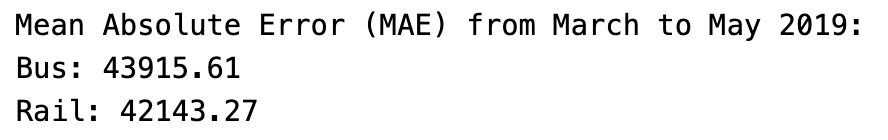 Mean Absolute Error (MAE) from March to May 2019:
Bus: 43915.61
Rail: 42143.27